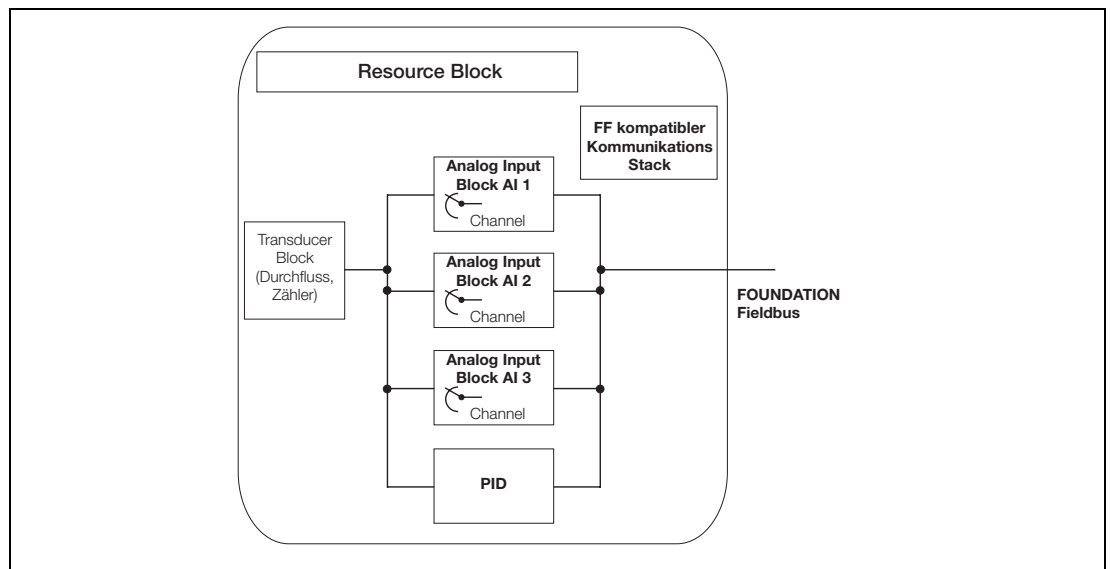 Resource Block
FF kompatibler
Kommunikations
Stack
Analog Input
Block AI 1
Channel
Transducer
Block
(Durchfluss,
Zähler)
Analog Input
Block AI 2
Channel
FOUNDATION
Fieldbus
Analog Input
Block AI 3
Channel
PID